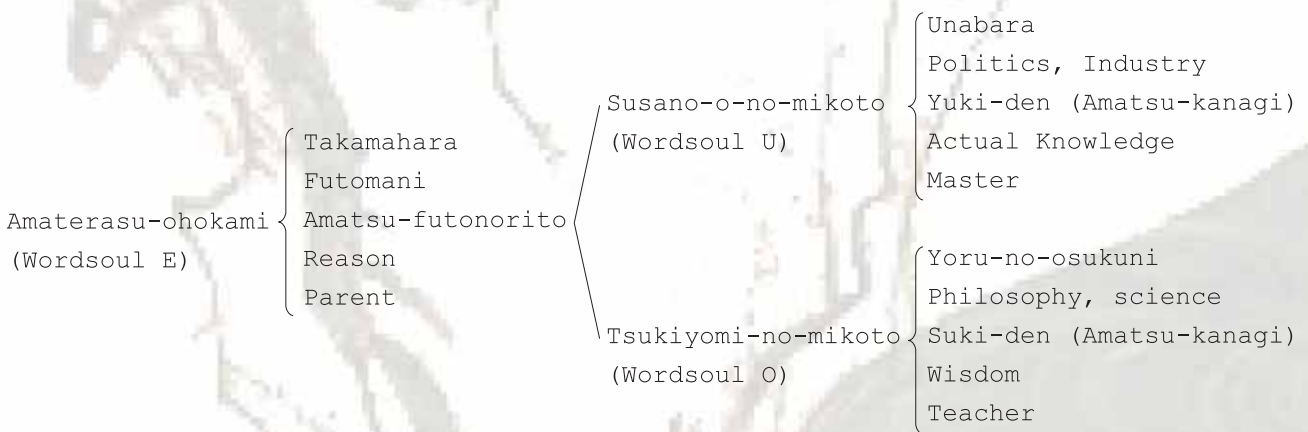 Amaterasu-ohokami
(Wordsoul E)
Takamahara
Futomani
Amatsu-futonorito
Reason
Parent
Susano-o-no-mikoto
(Wordsoul U)
Unabara
Politics, Industry
Yuki-den (Amatsu-kanagi)
Actual Knowledge
Master
Tsukiyomi-no-mikoto
(Wordsoul O)
Yoru-no-osukuni
Philosophy, science
Suki-den (Amatsu-kanagi)
Wisdom
Teacher